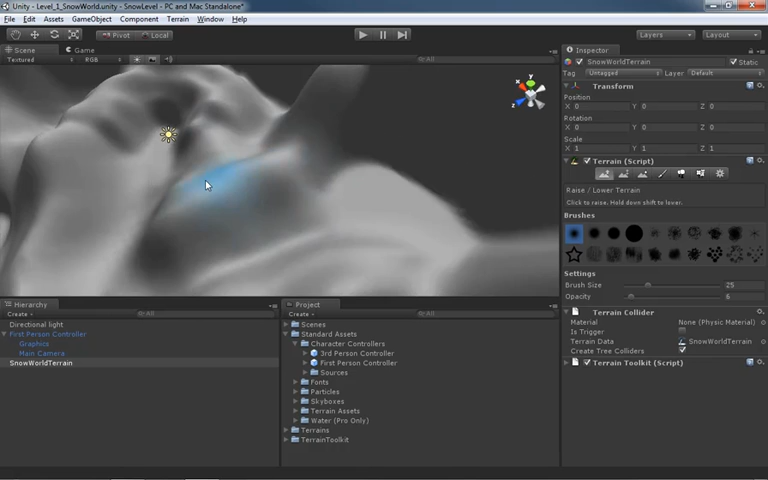 Unity - Level_1_SnowWorld.unity - SnowLevel - PC and Mac Standalone*
File Edit Assets GameObject Component Terrain Window Help
Pivot Local Layers Layout
Scene Game
Textured RGB All
Inspector
SnowWorldTerrain Static
Tag Untagged Layer Default
Transform
Position
X 0 Y 0 Z 0
Rotation
X 0 Y 0 Z 0
Scale
X 1 Y 1 Z 1
Terrain (Script)
Raise / Lower Terrain
Click to raise. Hold down shift to lower.
Brushes
Settings
Brush Size 25
Opacity 6
Terrain Collider
Material None (Physic Material)
Is Trigger
Terrain Data SnowWorldTerrain
Create Tree Colliders
Terrain Toolkit (Script)
y
x
z
Hierarchy
Create All
Directional light
First Person Controller
Graphics
Main Camera
SnowWorldTerrain
Project
Create All
Scenes
Standard Assets
Character Controllers
3rd Person Controller
First Person Controller
Sources
Fonts
Particles
Skyboxes
Terrain Assets
Water (Pro Only)
Terrains
TerrainToolkit